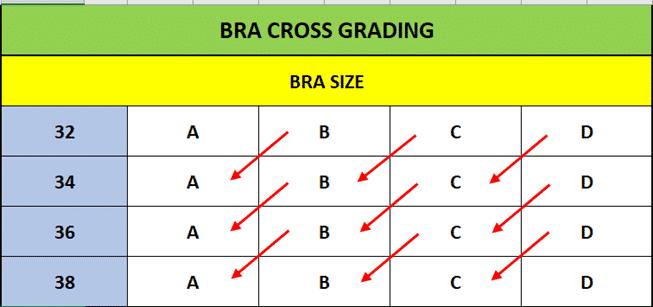 BRA CROSS GRADING
BRA SIZE
32 A B C D
34 A B C D
36 A B C D
38 A B C D